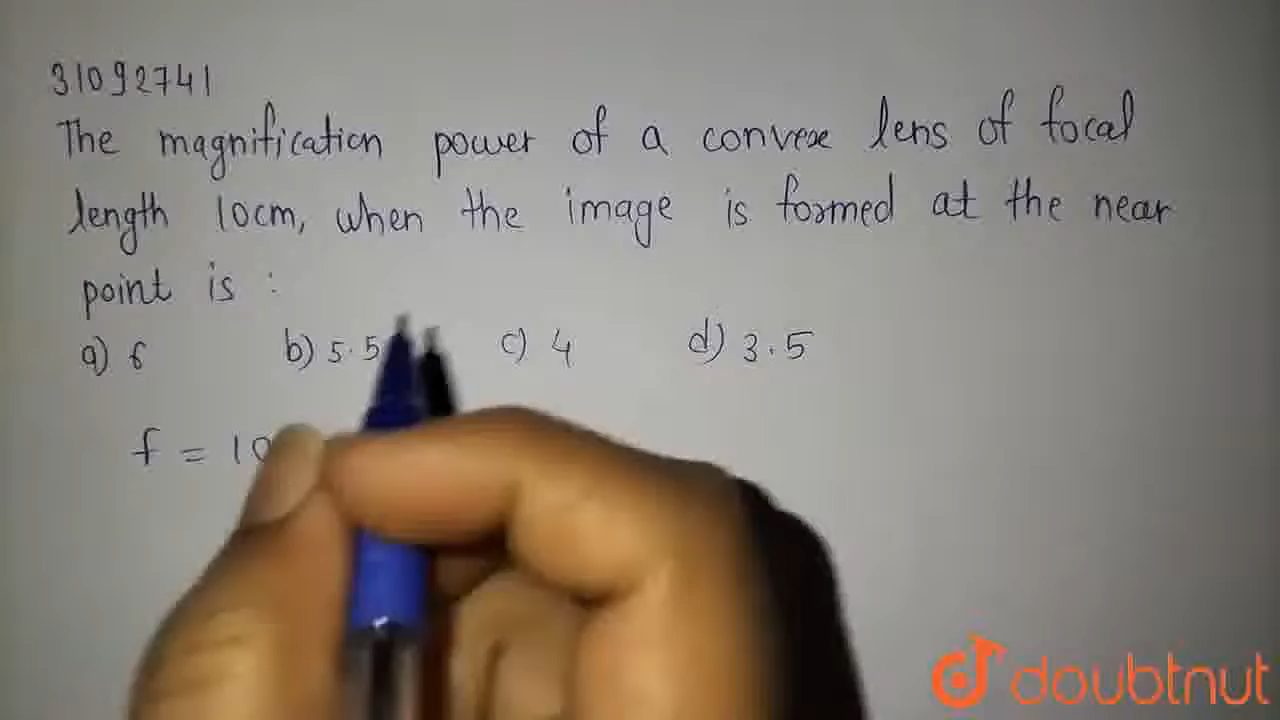 31092741
The magnification power of a convex lens of focal
length 10cm, when the image is formed at the near
point is :
a) 6 b) 5.5 c) 4 d) 3.5
f = 10
doubtnut